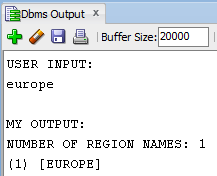 Dbms Output
Buffer Size: 20000
USER INPUT:
europe
MY OUTPUT:
NUMBER OF REGION NAMES: 1
(1) [EUROPE]